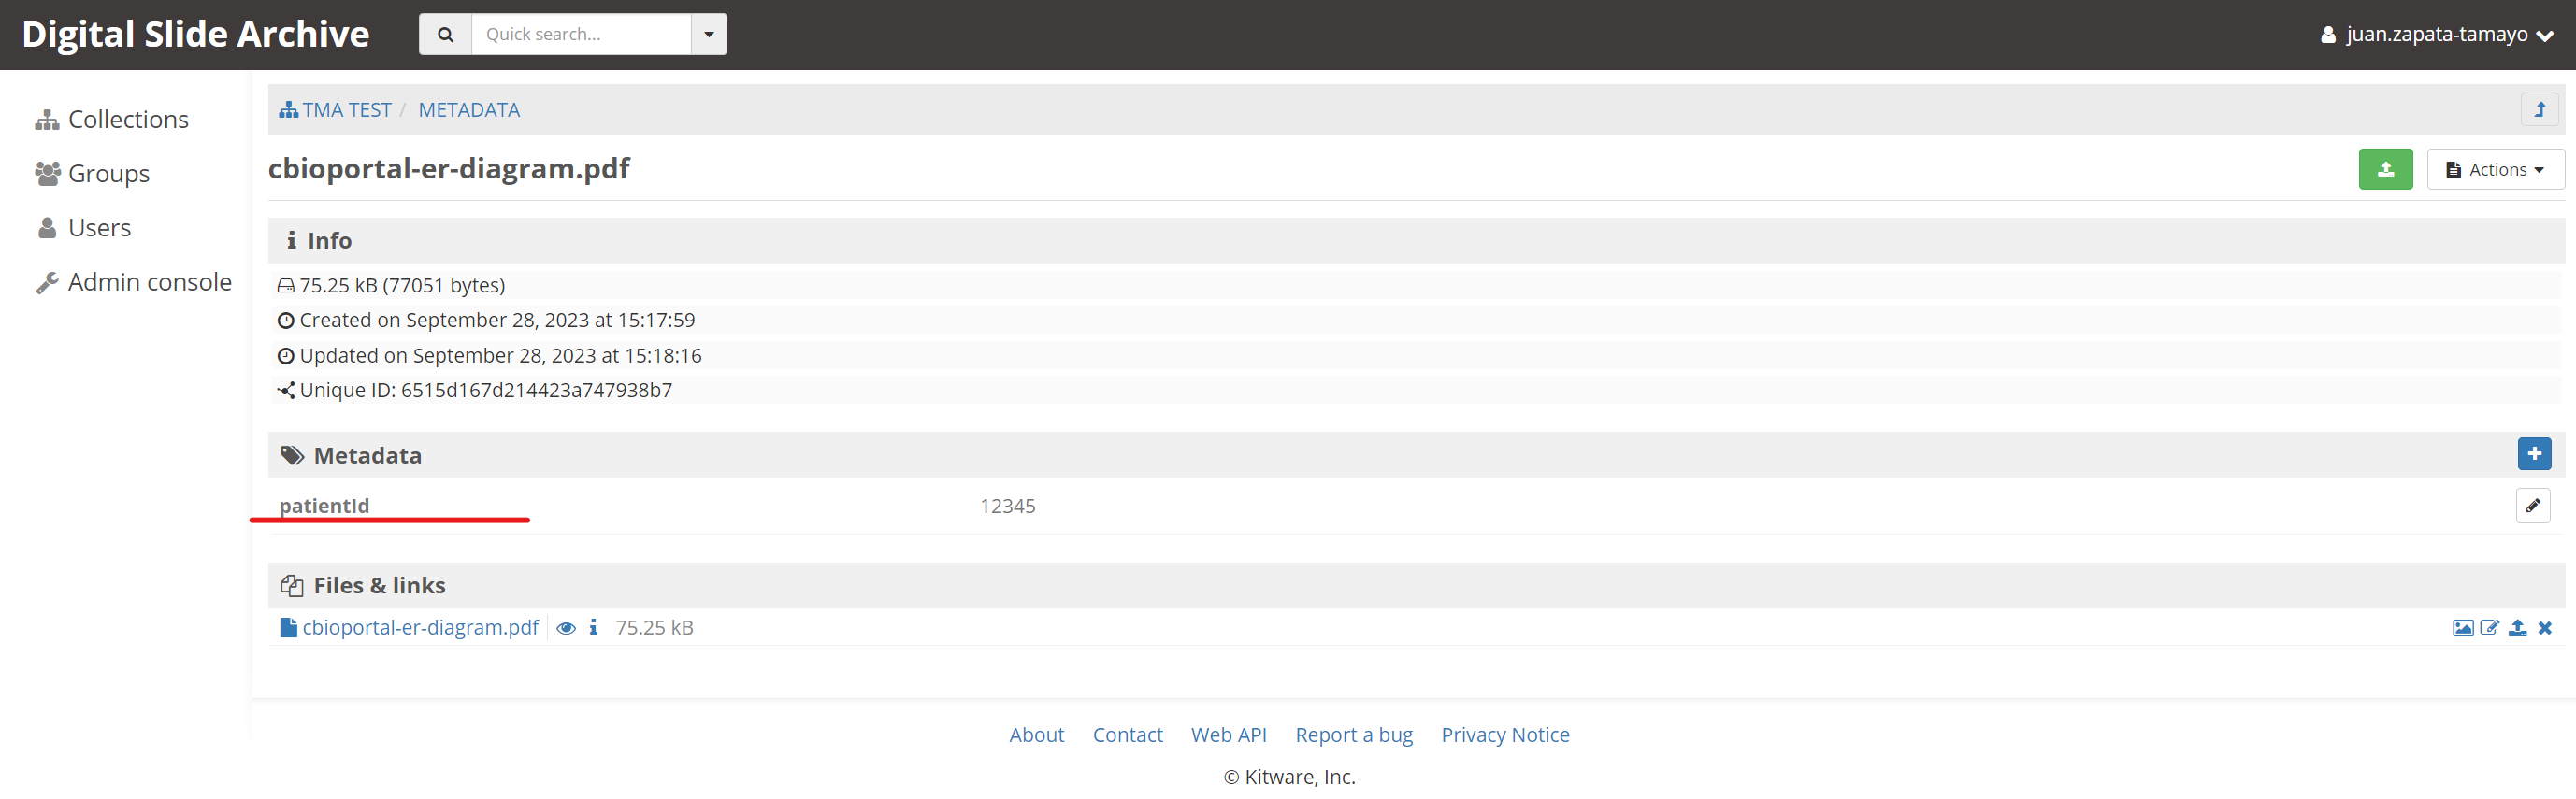 Digital Slide Archive
Quick search...
juan.zapata-tamayo
Collections
Groups
Users
Admin console
TMA TEST / METADATA
cbioportal-er-diagram.pdf
Actions
Info
75.25 kB (77051 bytes)
Created on September 28, 2023 at 15:17:59
Updated on September 28, 2023 at 15:18:16
Unique ID: 6515d167d214423a747938b7
Metadata
patientId 12345
Files & links
cbioportal-er-diagram.pdf 75.25 kB
About Contact Web API Report a bug Privacy Notice
© Kitware, Inc.